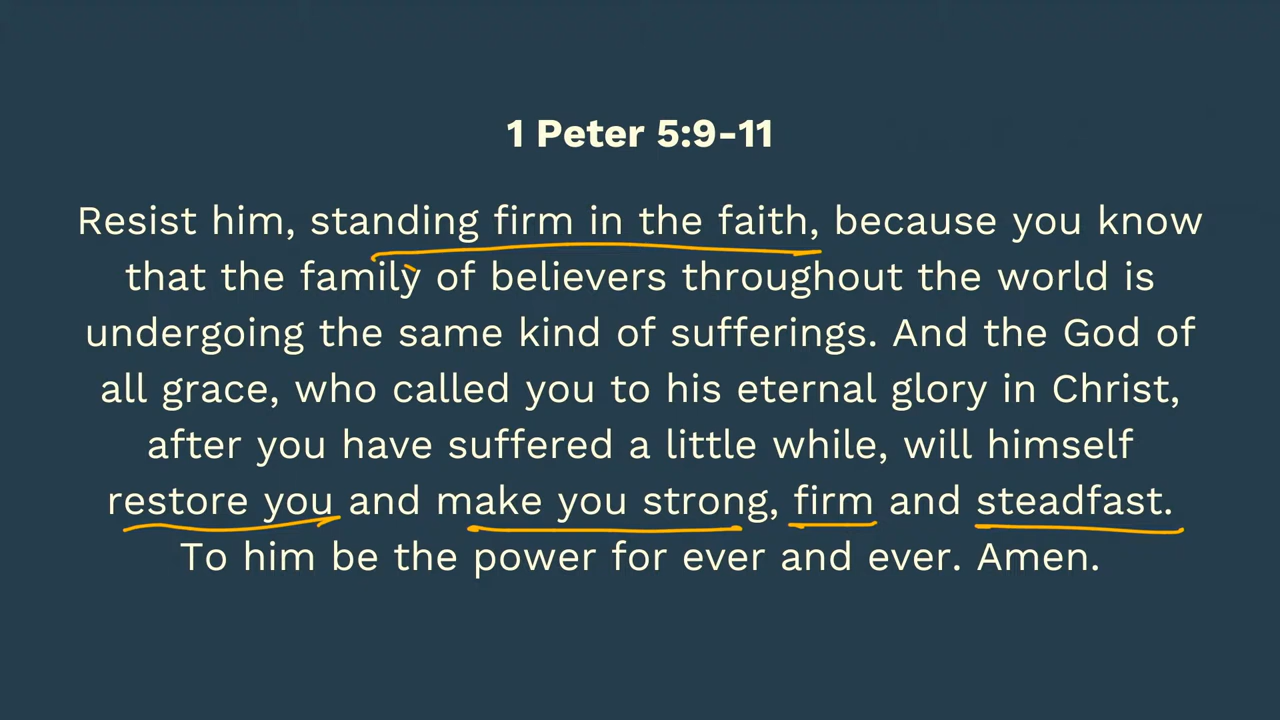 1 Peter 5:9-11
Resist him, standing firm in the faith, because you know
that the family of believers throughout the world is
undergoing the same kind of sufferings. And the God of
all grace, who called you to his eternal glory in Christ,
after you have suffered a little while, will himself
restore you and make you strong, firm and steadfast.
To him be the power for ever and ever. Amen.